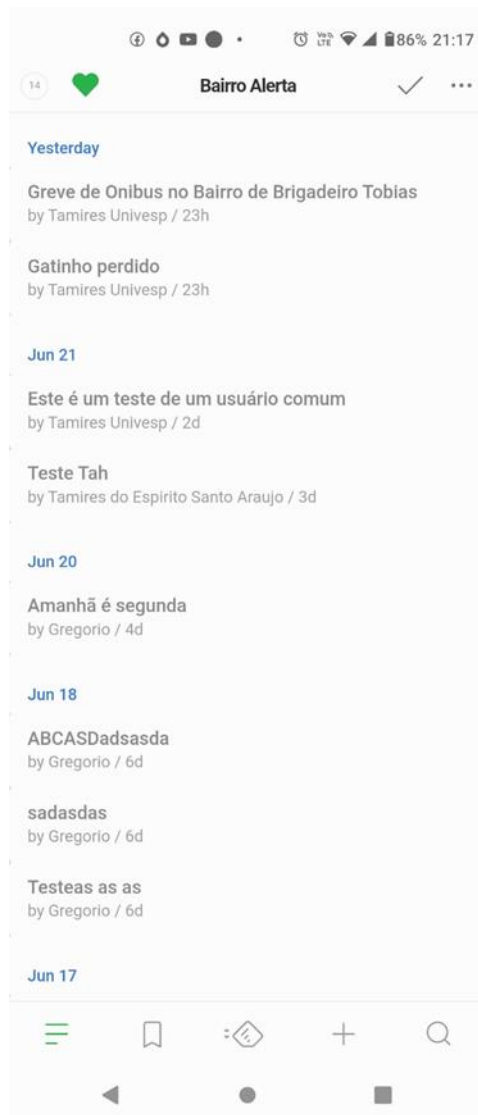 VoD LTE 86% 21:17
14 Bairro Alerta
Yesterday
Greve de Onibus no Bairro de Brigadeiro Tobias
by Tamires Univesp / 23h
Gatinho perdido
by Tamires Univesp / 23h
Jun 21
Este é um teste de um usuário comum
by Tamires Univesp / 2d
Teste Tah
by Tamires do Espirito Santo Araujo / 3d
Jun 20
Amanhã é segunda
by Gregorio / 4d
Jun 18
ABCASDadsasda
by Gregorio / 6d
sadasdas
by Gregorio / 6d
Testeas as as
by Gregorio / 6d
Jun 17